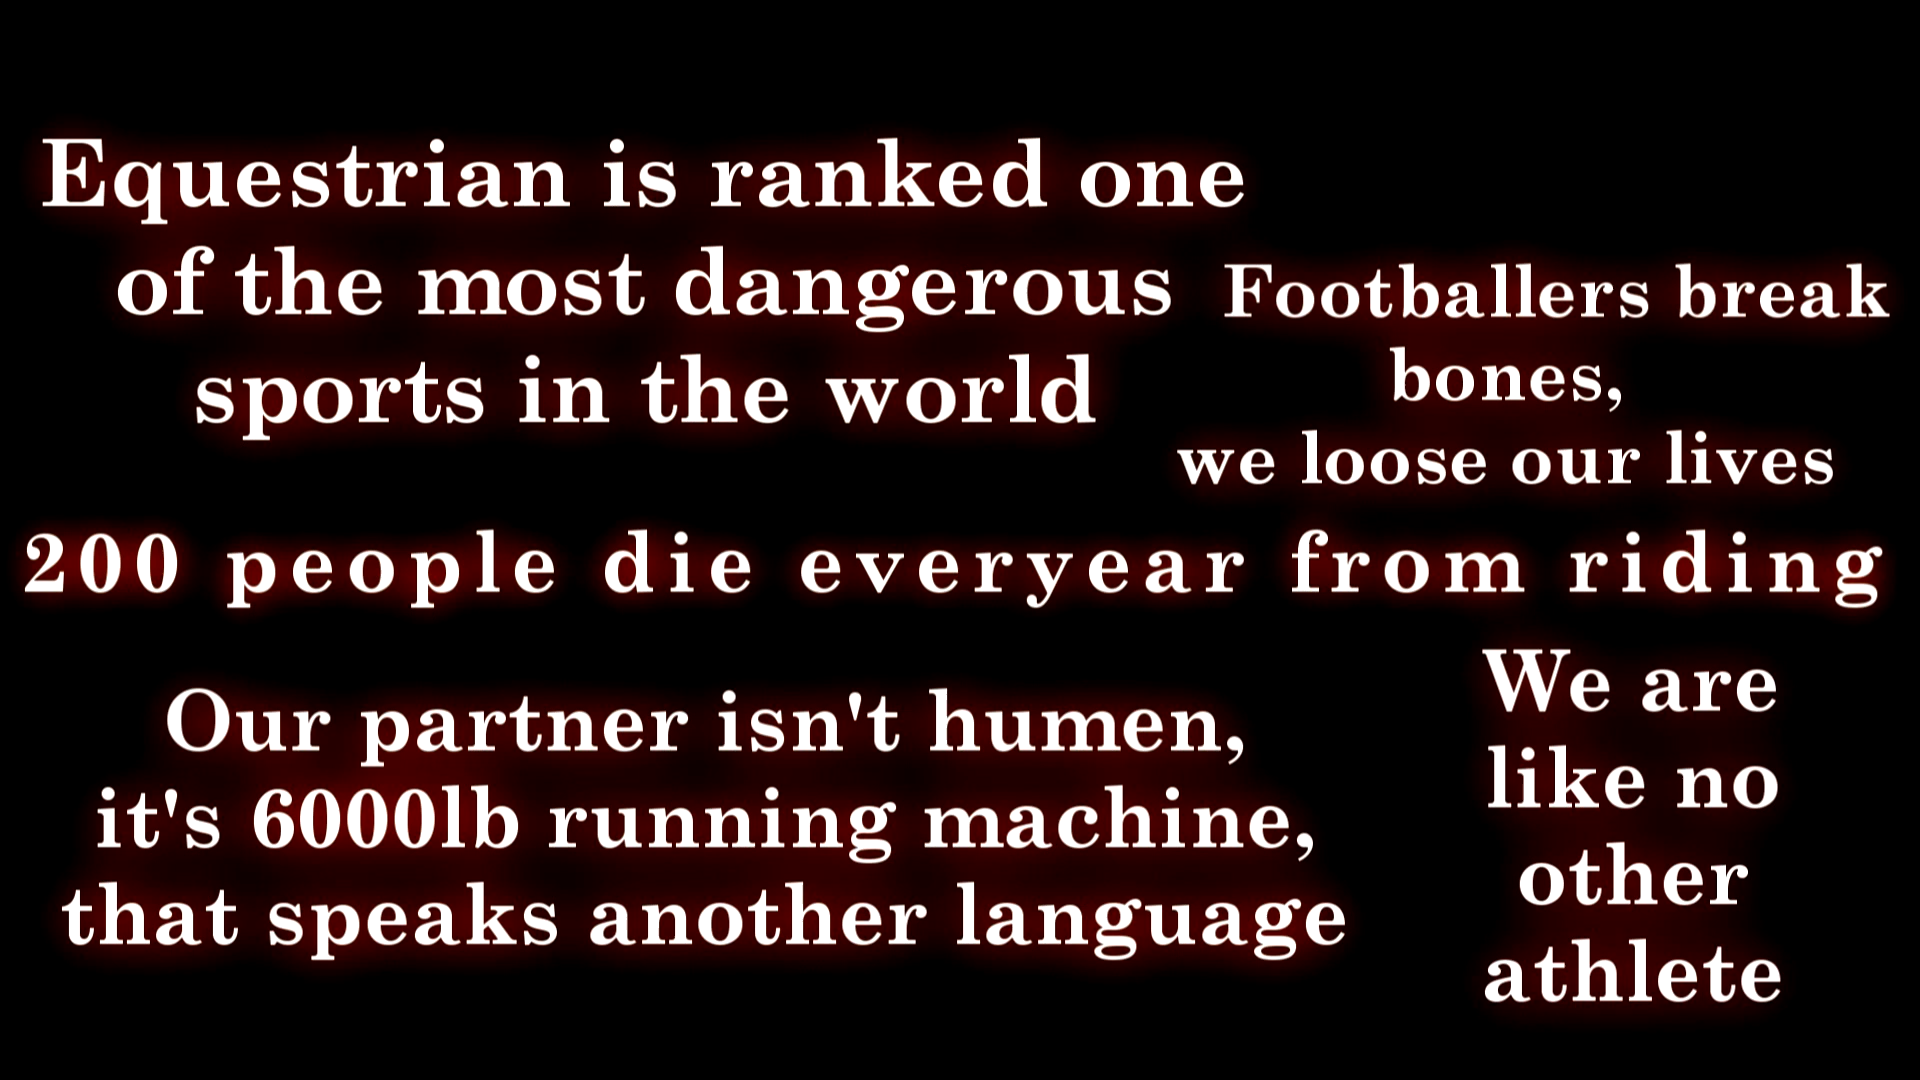 Equestrian is ranked one
of the most dangerous
sports in the world
Footballers break
bones,
we loose our lives
200 people die everyear from riding
Our partner isn't humen,
it's 6000lb running machine,
that speaks another language
We are
like no
other
athlete